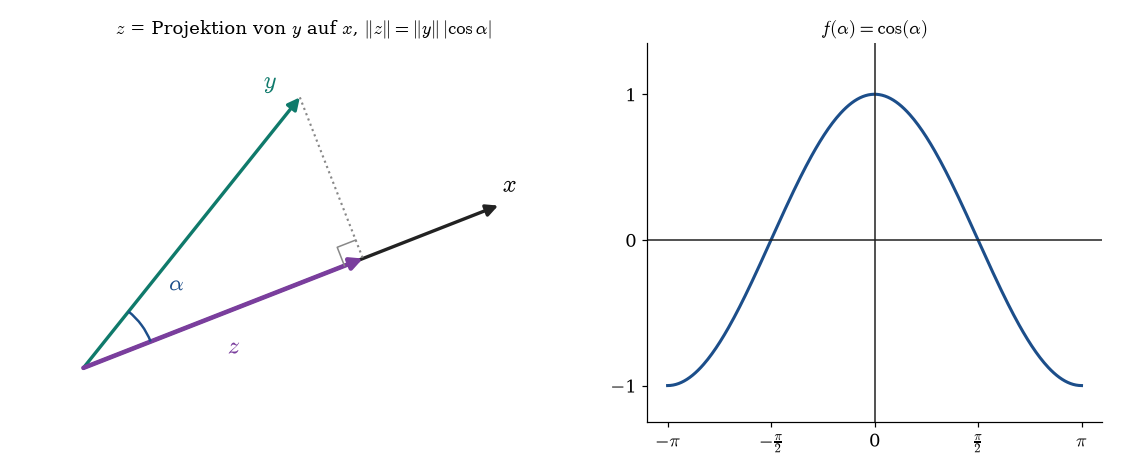 z = Projektion von y auf x, ‖z‖ = ‖y‖ |cos α|
y
x
α
z
f(α) = cos(α)
1
0
−1
−π
−π/2
0
π/2
π